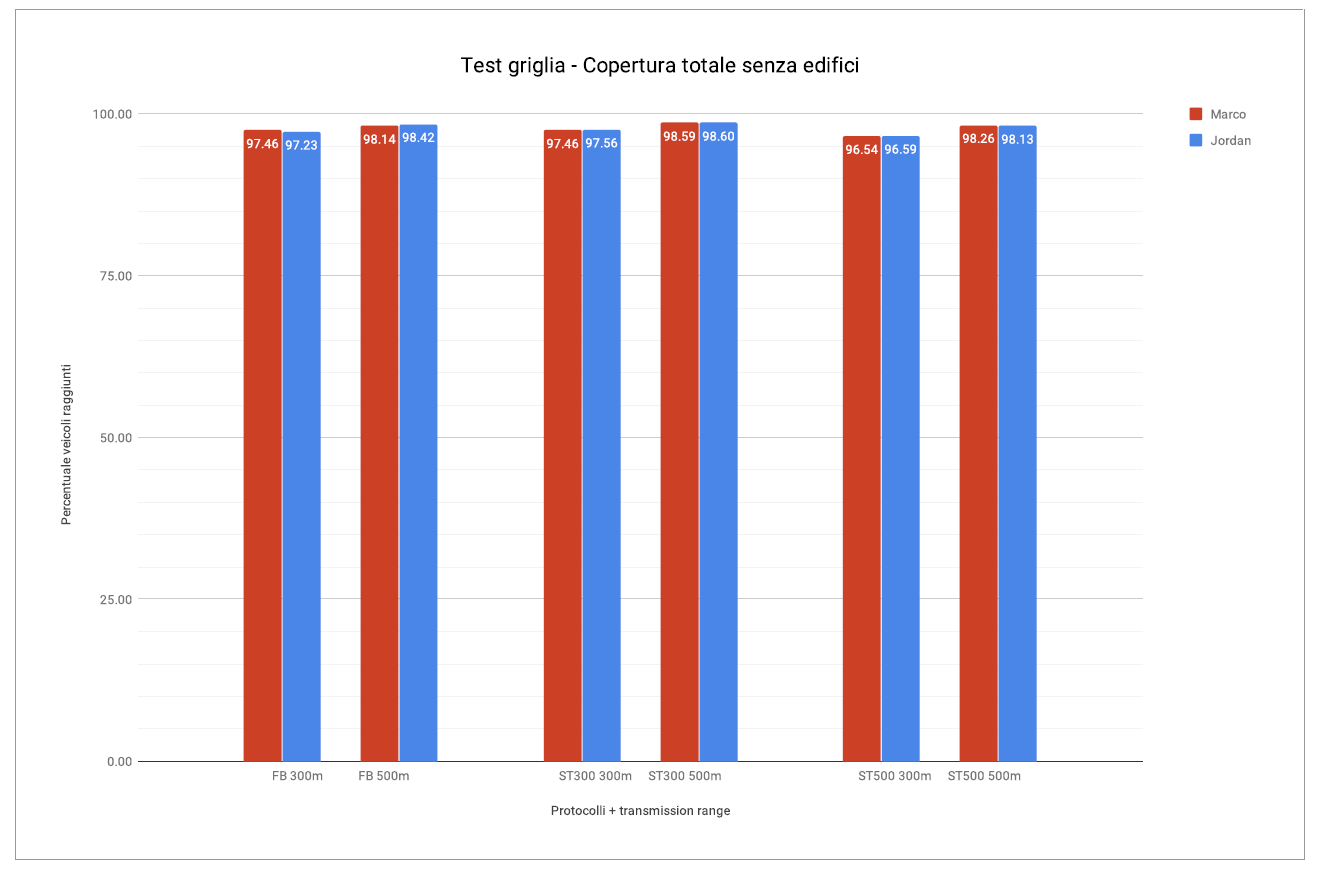 Test griglia - Copertura totale senza edifici
Marco
Jordan
100.00
75.00
50.00
25.00
0.00
Percentuale veicoli raggiunti
97.46 97.23 98.14 98.42 97.46 97.56 98.59 98.60 96.54 96.59 98.26 98.13
FB 300m FB 500m ST300 300m ST300 500m ST500 300m ST500 500m
Protocolli + transmission range